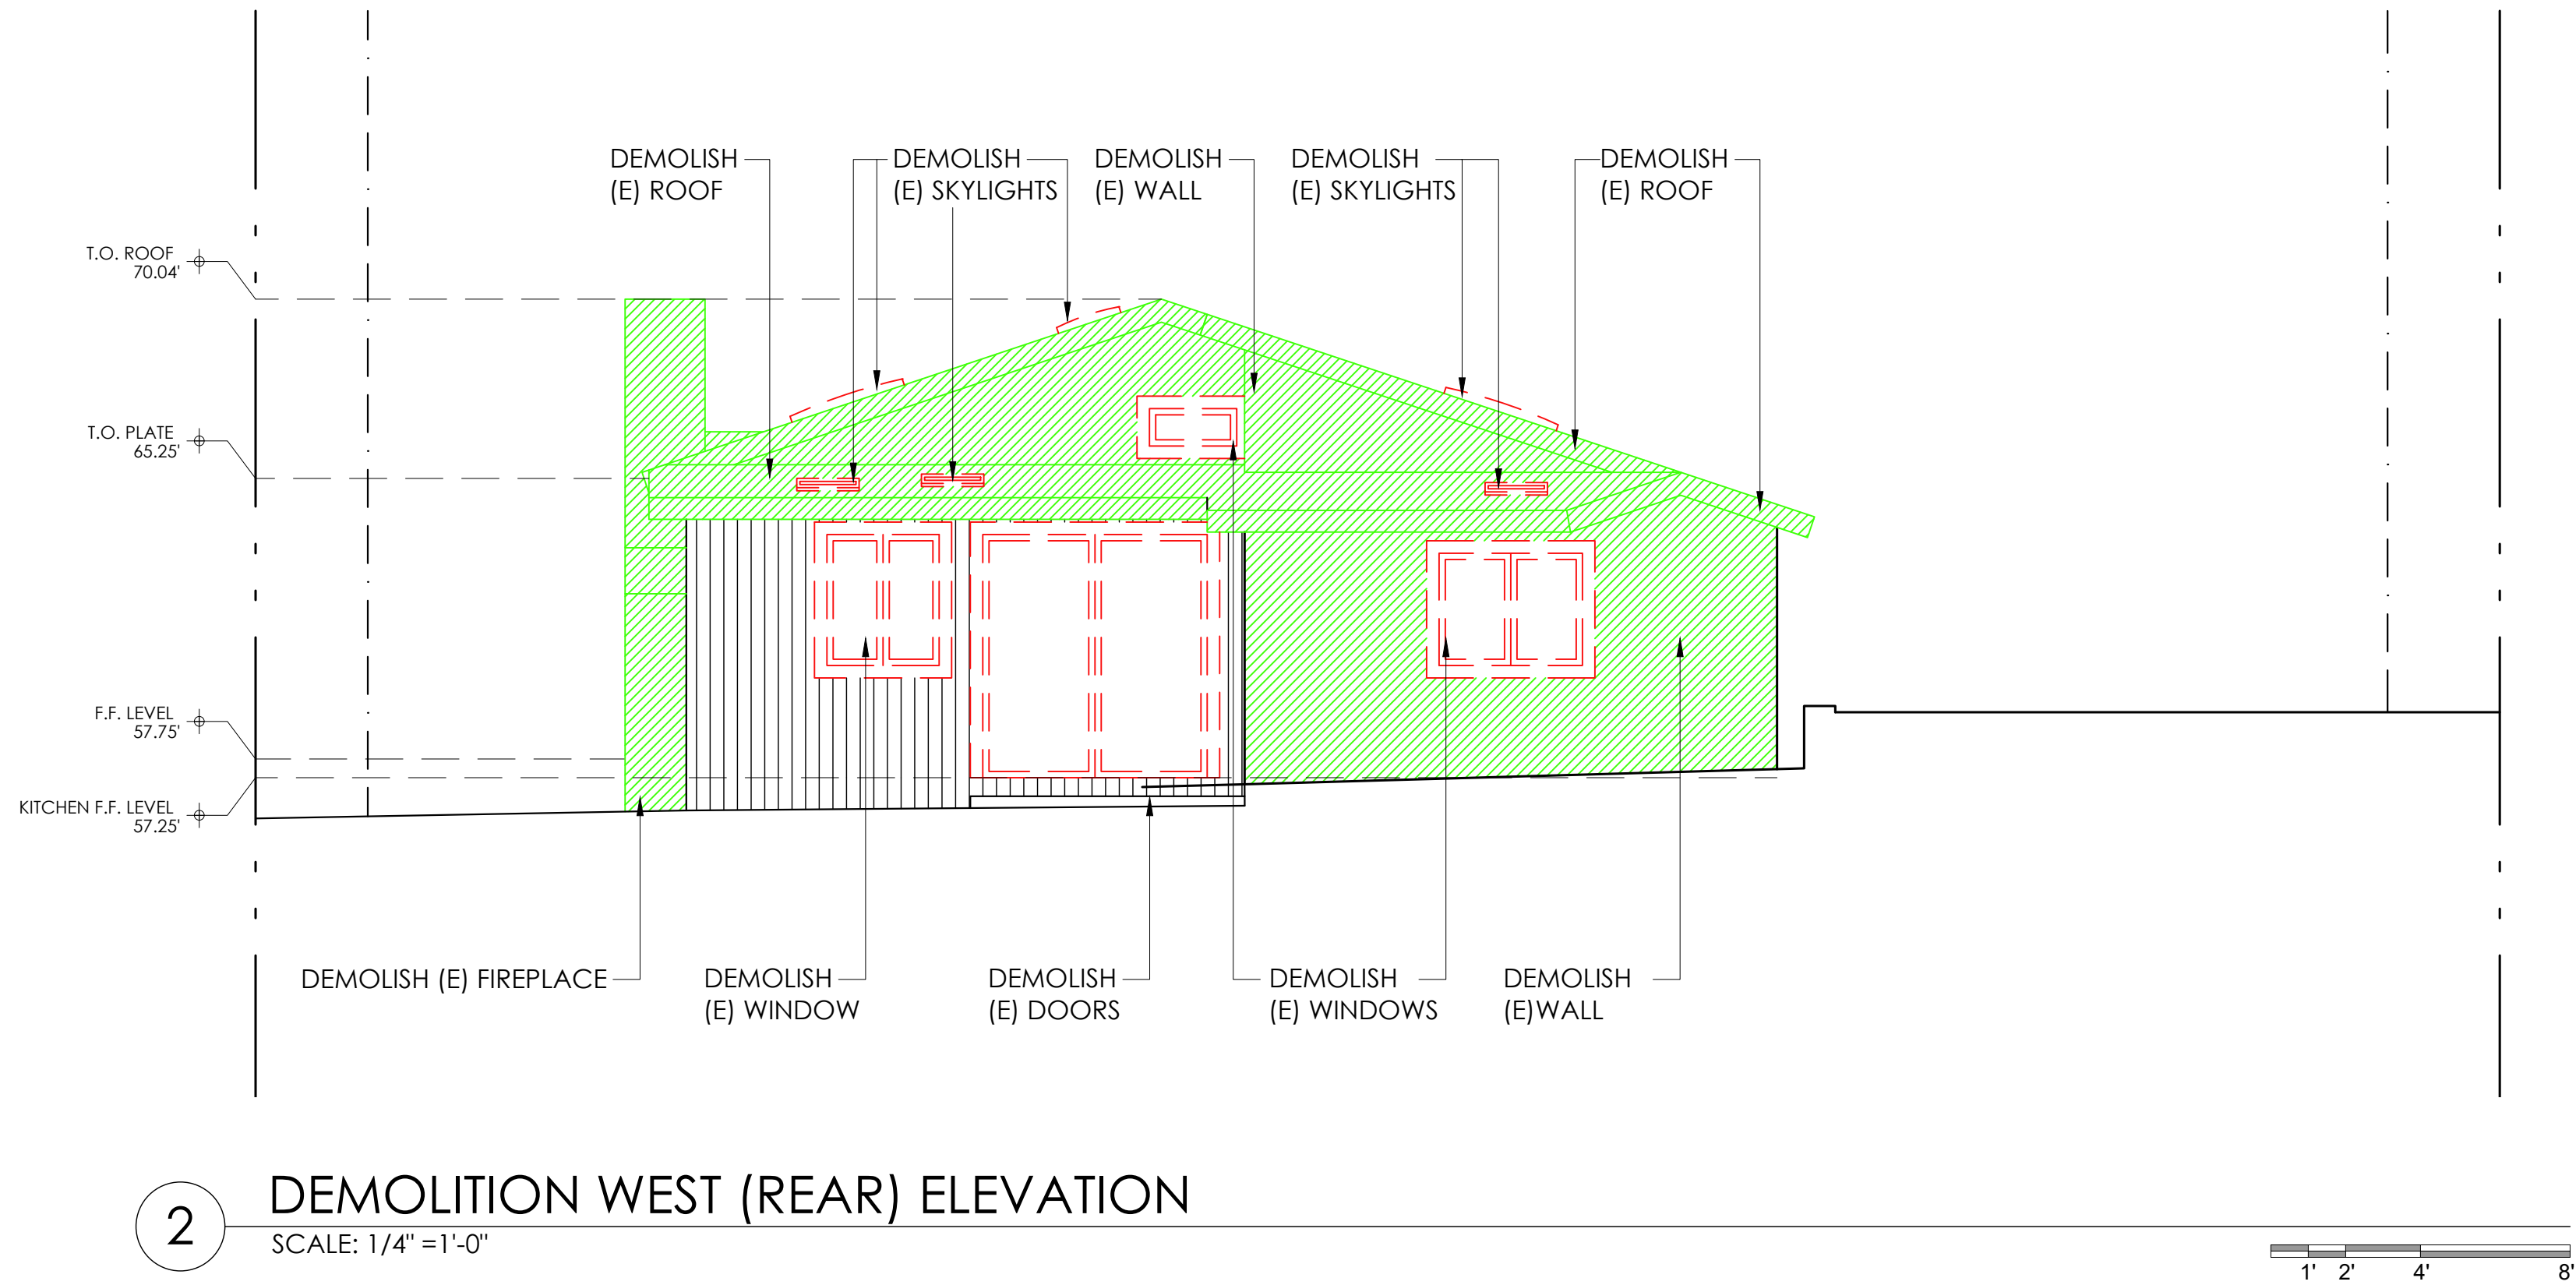 DEMOLISH
(E) ROOF
DEMOLISH
(E) SKYLIGHTS
DEMOLISH
(E) WALL
DEMOLISH
(E) SKYLIGHTS
DEMOLISH
(E) ROOF
T.O. ROOF
70.04'
T.O. PLATE
65.25'
F.F. LEVEL
57.75'
KITCHEN F.F. LEVEL
57.25'
DEMOLISH (E) FIREPLACE
DEMOLISH
(E) WINDOW
DEMOLISH
(E) DOORS
DEMOLISH
(E) WINDOWS
DEMOLISH
(E)WALL
2
DEMOLITION WEST (REAR) ELEVATION
SCALE: 1/4" =1'-0"
1' 2' 4' 8'